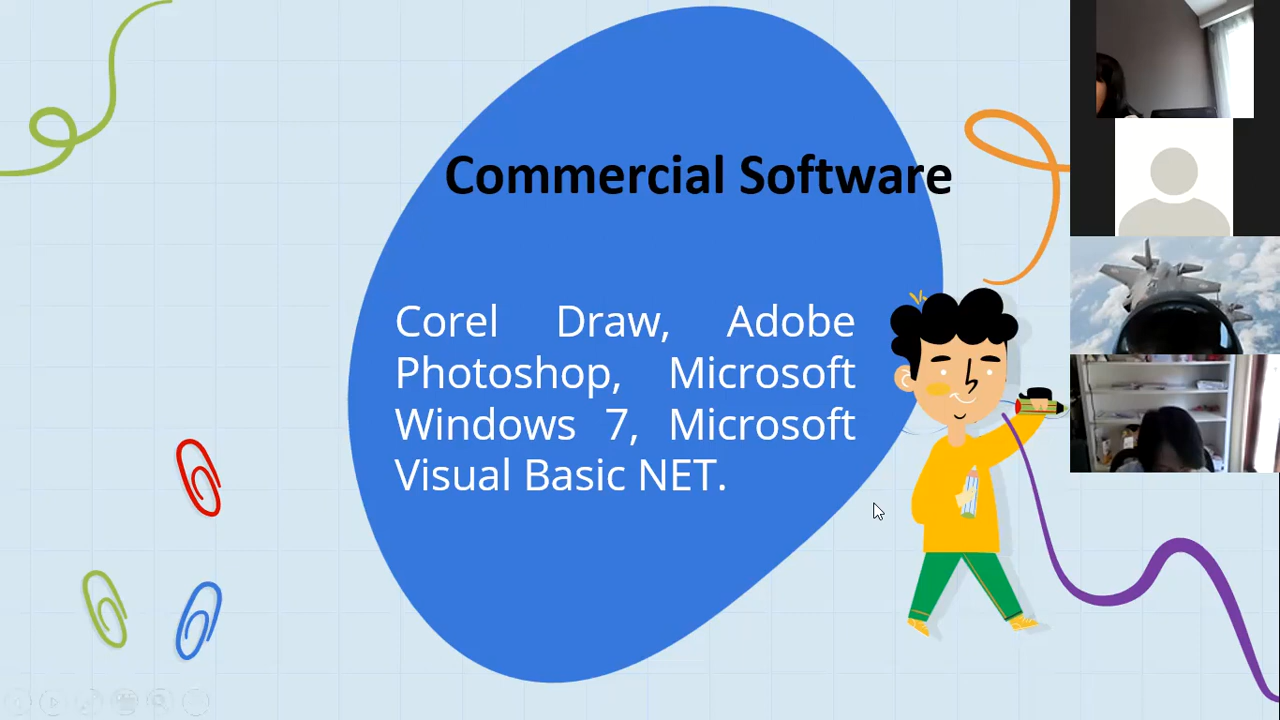 Commercial Software
Corel Draw, Adobe
Photoshop, Microsoft
Windows 7, Microsoft
Visual Basic NET.